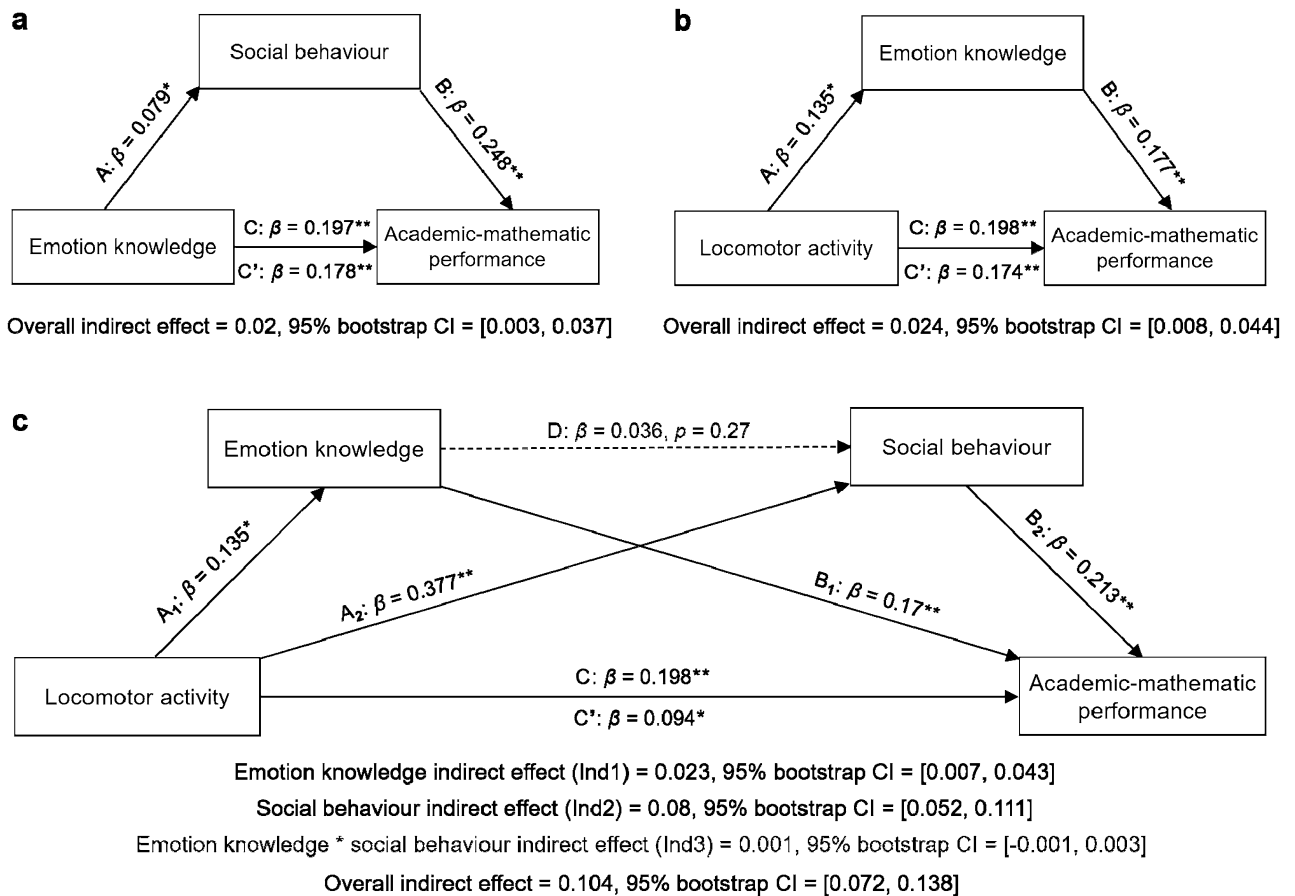 a
Social behaviour
A: β = 0.079*
B: β = 0.248**
Emotion knowledge
C: β = 0.197**
C’: β = 0.178**
Academic-mathematic
performance
Overall indirect effect = 0.02, 95% bootstrap CI = [0.003, 0.037]
b
Emotion knowledge
A: β = 0.135*
B: β = 0.177**
Locomotor activity
C: β = 0.198**
C’: β = 0.174**
Academic-mathematic
performance
Overall indirect effect = 0.024, 95% bootstrap CI = [0.008, 0.044]
c
Emotion knowledge
D: β = 0.036, p = 0.27
Social behaviour
A₁: β = 0.135*
A₂: β = 0.377**
B₁: β = 0.17**
B₂: β = 0.213**
Locomotor activity
C: β = 0.198**
C’: β = 0.094*
Academic-mathematic
performance
Emotion knowledge indirect effect (Ind1) = 0.023, 95% bootstrap CI = [0.007, 0.043]
Social behaviour indirect effect (Ind2) = 0.08, 95% bootstrap CI = [0.052, 0.111]
Emotion knowledge * social behaviour indirect effect (Ind3) = 0.001, 95% bootstrap CI = [-0.001, 0.003]
Overall indirect effect = 0.104, 95% bootstrap CI = [0.072, 0.138]